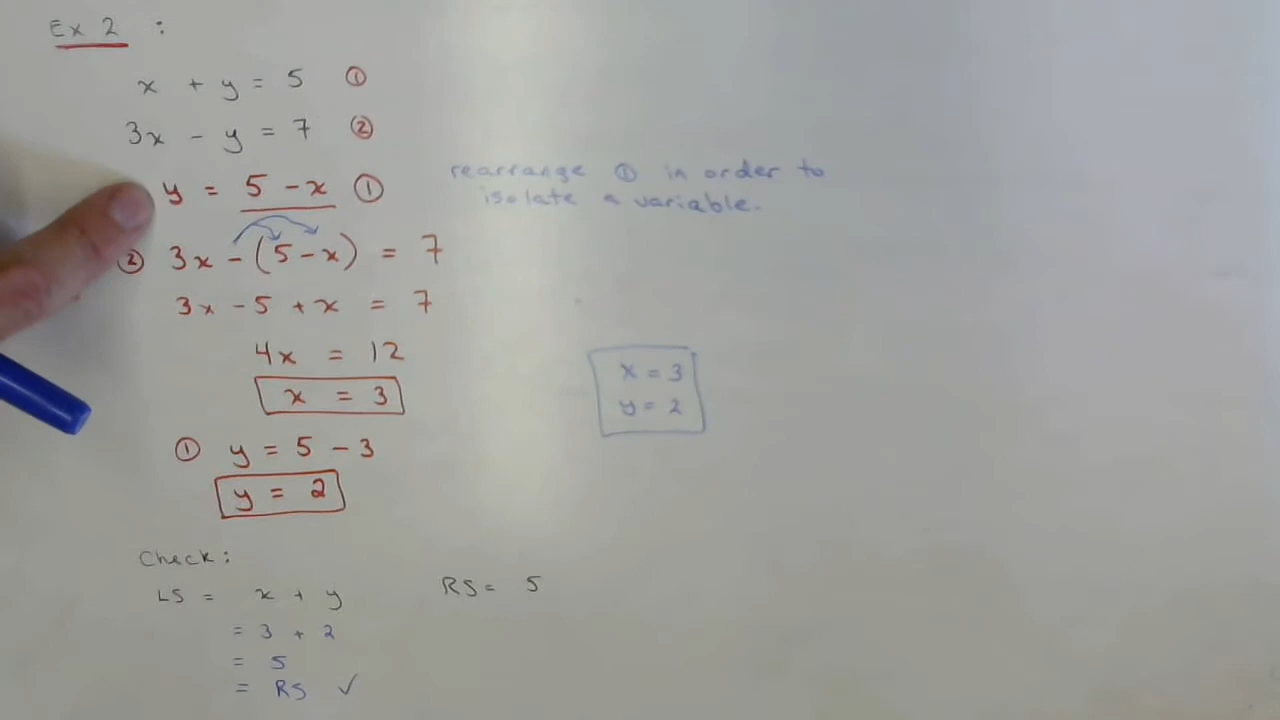 Ex 2 :
x + y = 5 ①
3x - y = 7 ②
y = 5 - x ①
rearrange ① in order to
isolate a variable.
② 3x - (5 - x) = 7
3x - 5 + x = 7
4x = 12
x = 3
x = 3
y = 2
① y = 5 - 3
y = 2
Check:
LS = x + y RS = 5
= 3 + 2
= 5
= RS ✓